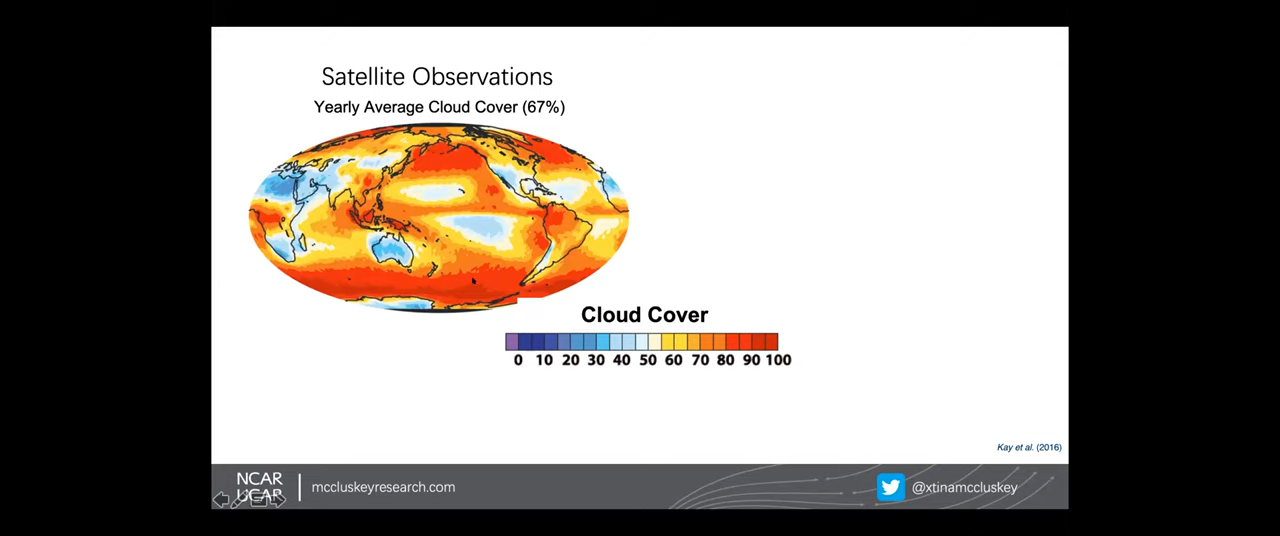 Satellite Observations
Yearly Average Cloud Cover (67%)
Cloud Cover
0 10 20 30 40 50 60 70 80 90 100
Kay et al. (2016)
NCAR
UCAR
mccluskeyresearch.com
@xtinamccluskey